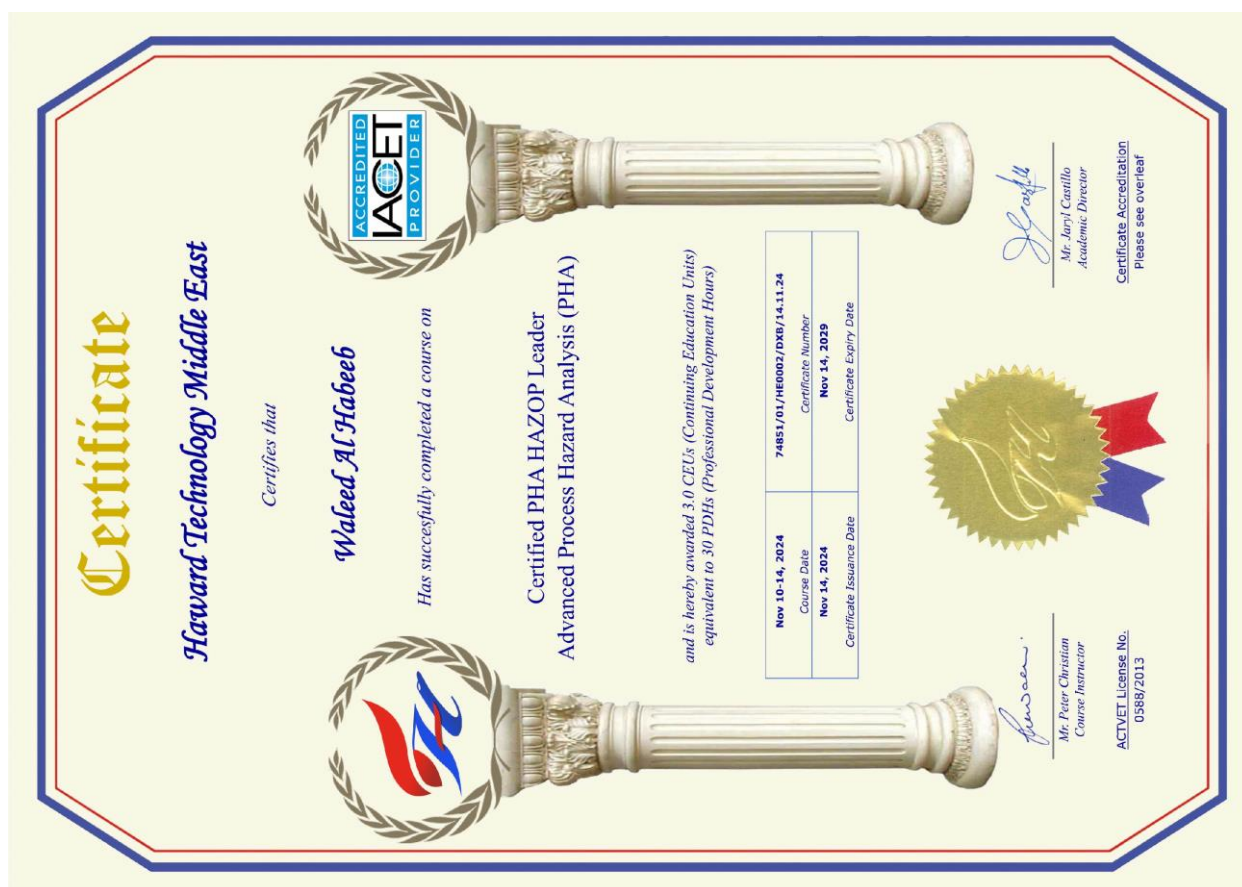 Certificate
Haward Technology Middle East
Certifies that
Waleed Al Habeeb
Has succesfully completed a course on
Certified PHA HAZOP Leader
Advanced Process Hazard Analysis (PHA)
and is hereby awarded 3.0 CEUs (Continuing Education Units)
equivalent to 30 PDHs (Professional Development Hours)
ACCREDITED
IACET
PROVIDER
Nov 10-14, 2024
Course Date
74851/01/HE0002/DXB/14.11.24
Certificate Number
Nov 14, 2024
Certificate Issuance Date
Nov 14, 2029
Certificate Expiry Date
Mr. Peter Christian
Course Instructor
ACTVET License No.
0588/2013
Mr. Jaryl Castillo
Academic Director
Certificate Accreditation
Please see overleaf